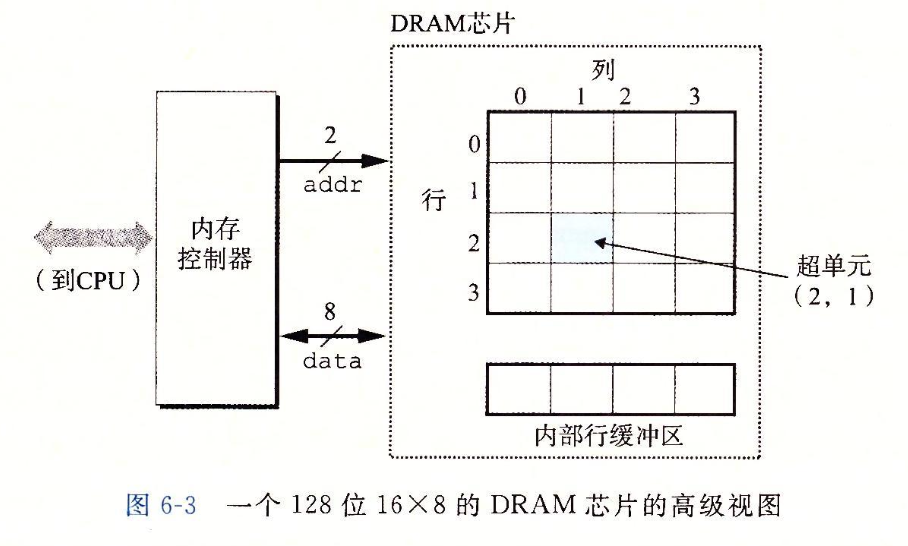 DRAM芯片
列
0 1 2 3
0
1
2
3
行
2
addr
内存
控制器
(到CPU)
8
data
超单元
(2,1)
内部行缓冲区
图 6-3 一个 128 位 16×8 的 DRAM 芯片的高级视图